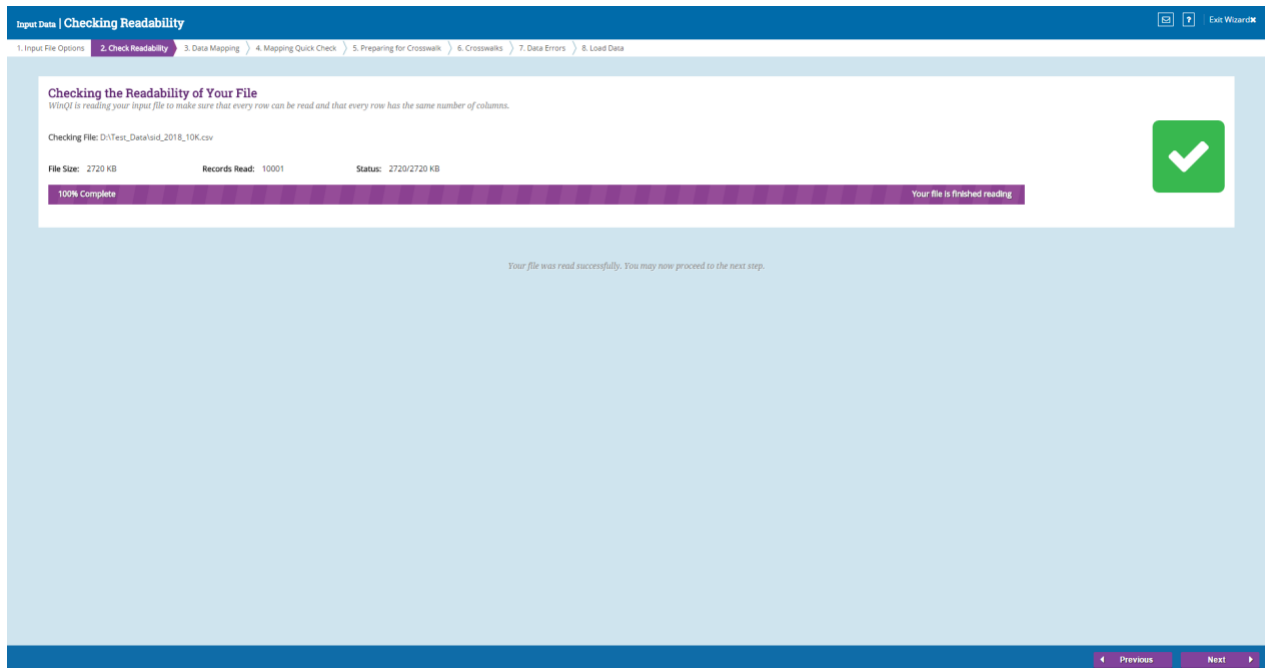 Input Data | Checking Readability
? Exit Wizard✖
1. Input File Options 2. Check Readability 3. Data Mapping 4. Mapping Quick Check 5. Preparing for Crosswalk 6. Crosswalks 7. Data Errors 8. Load Data
Checking the Readability of Your File
WinQI is reading your input file to make sure that every row can be read and that every row has the same number of columns.
Checking File: D:\Test_Data\sid_2018_10K.csv
File Size: 2720 KB Records Read: 10001 Status: 2720/2720 KB
100% Complete Your file is finished reading
Your file was read successfully. You may now proceed to the next step.
Previous Next